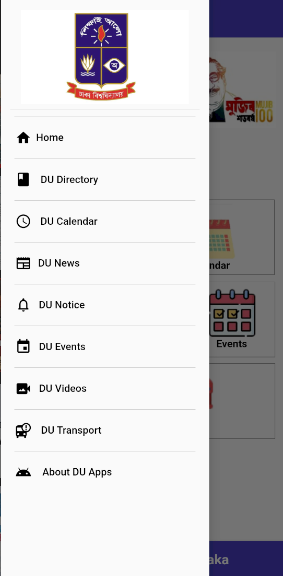 শিক্ষাই আলো
ঢাকা বিশ্ববিদ্যালয়
Home
DU Directory
DU Calendar
DU News
DU Notice
DU Events
DU Videos
DU Transport
About DU Apps
মুজিব
100
ndar
Events
aka